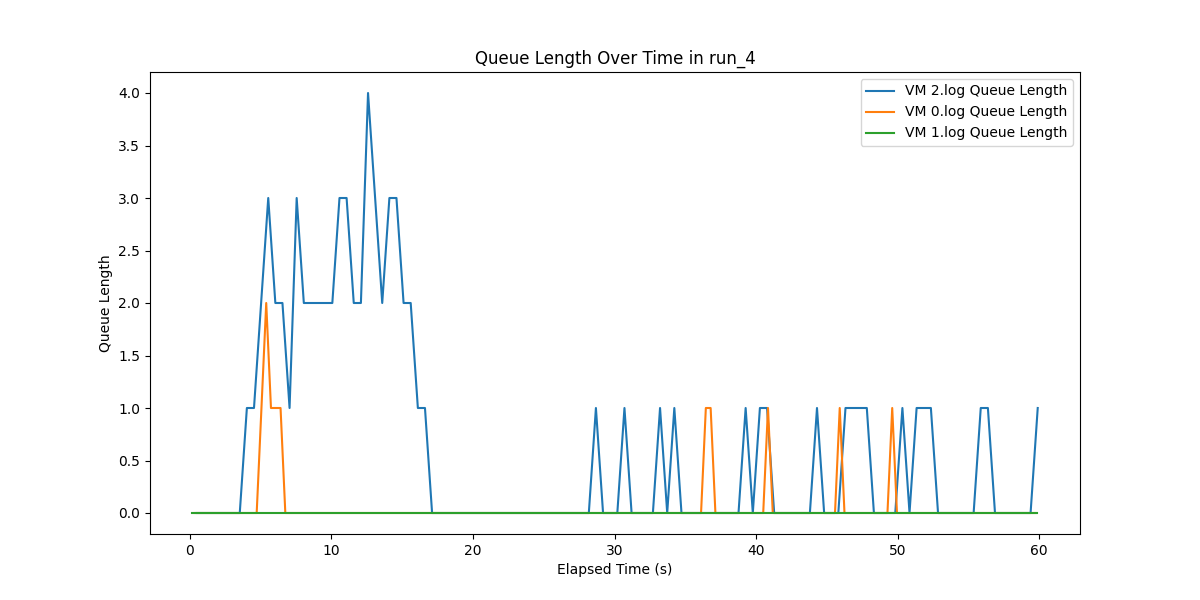 Queue Length Over Time in run_4
VM 2.log Queue Length
VM 0.log Queue Length
VM 1.log Queue Length
Queue Length
4.0
3.5
3.0
2.5
2.0
1.5
1.0
0.5
0.0
0 10 20 30 40 50 60
Elapsed Time (s)